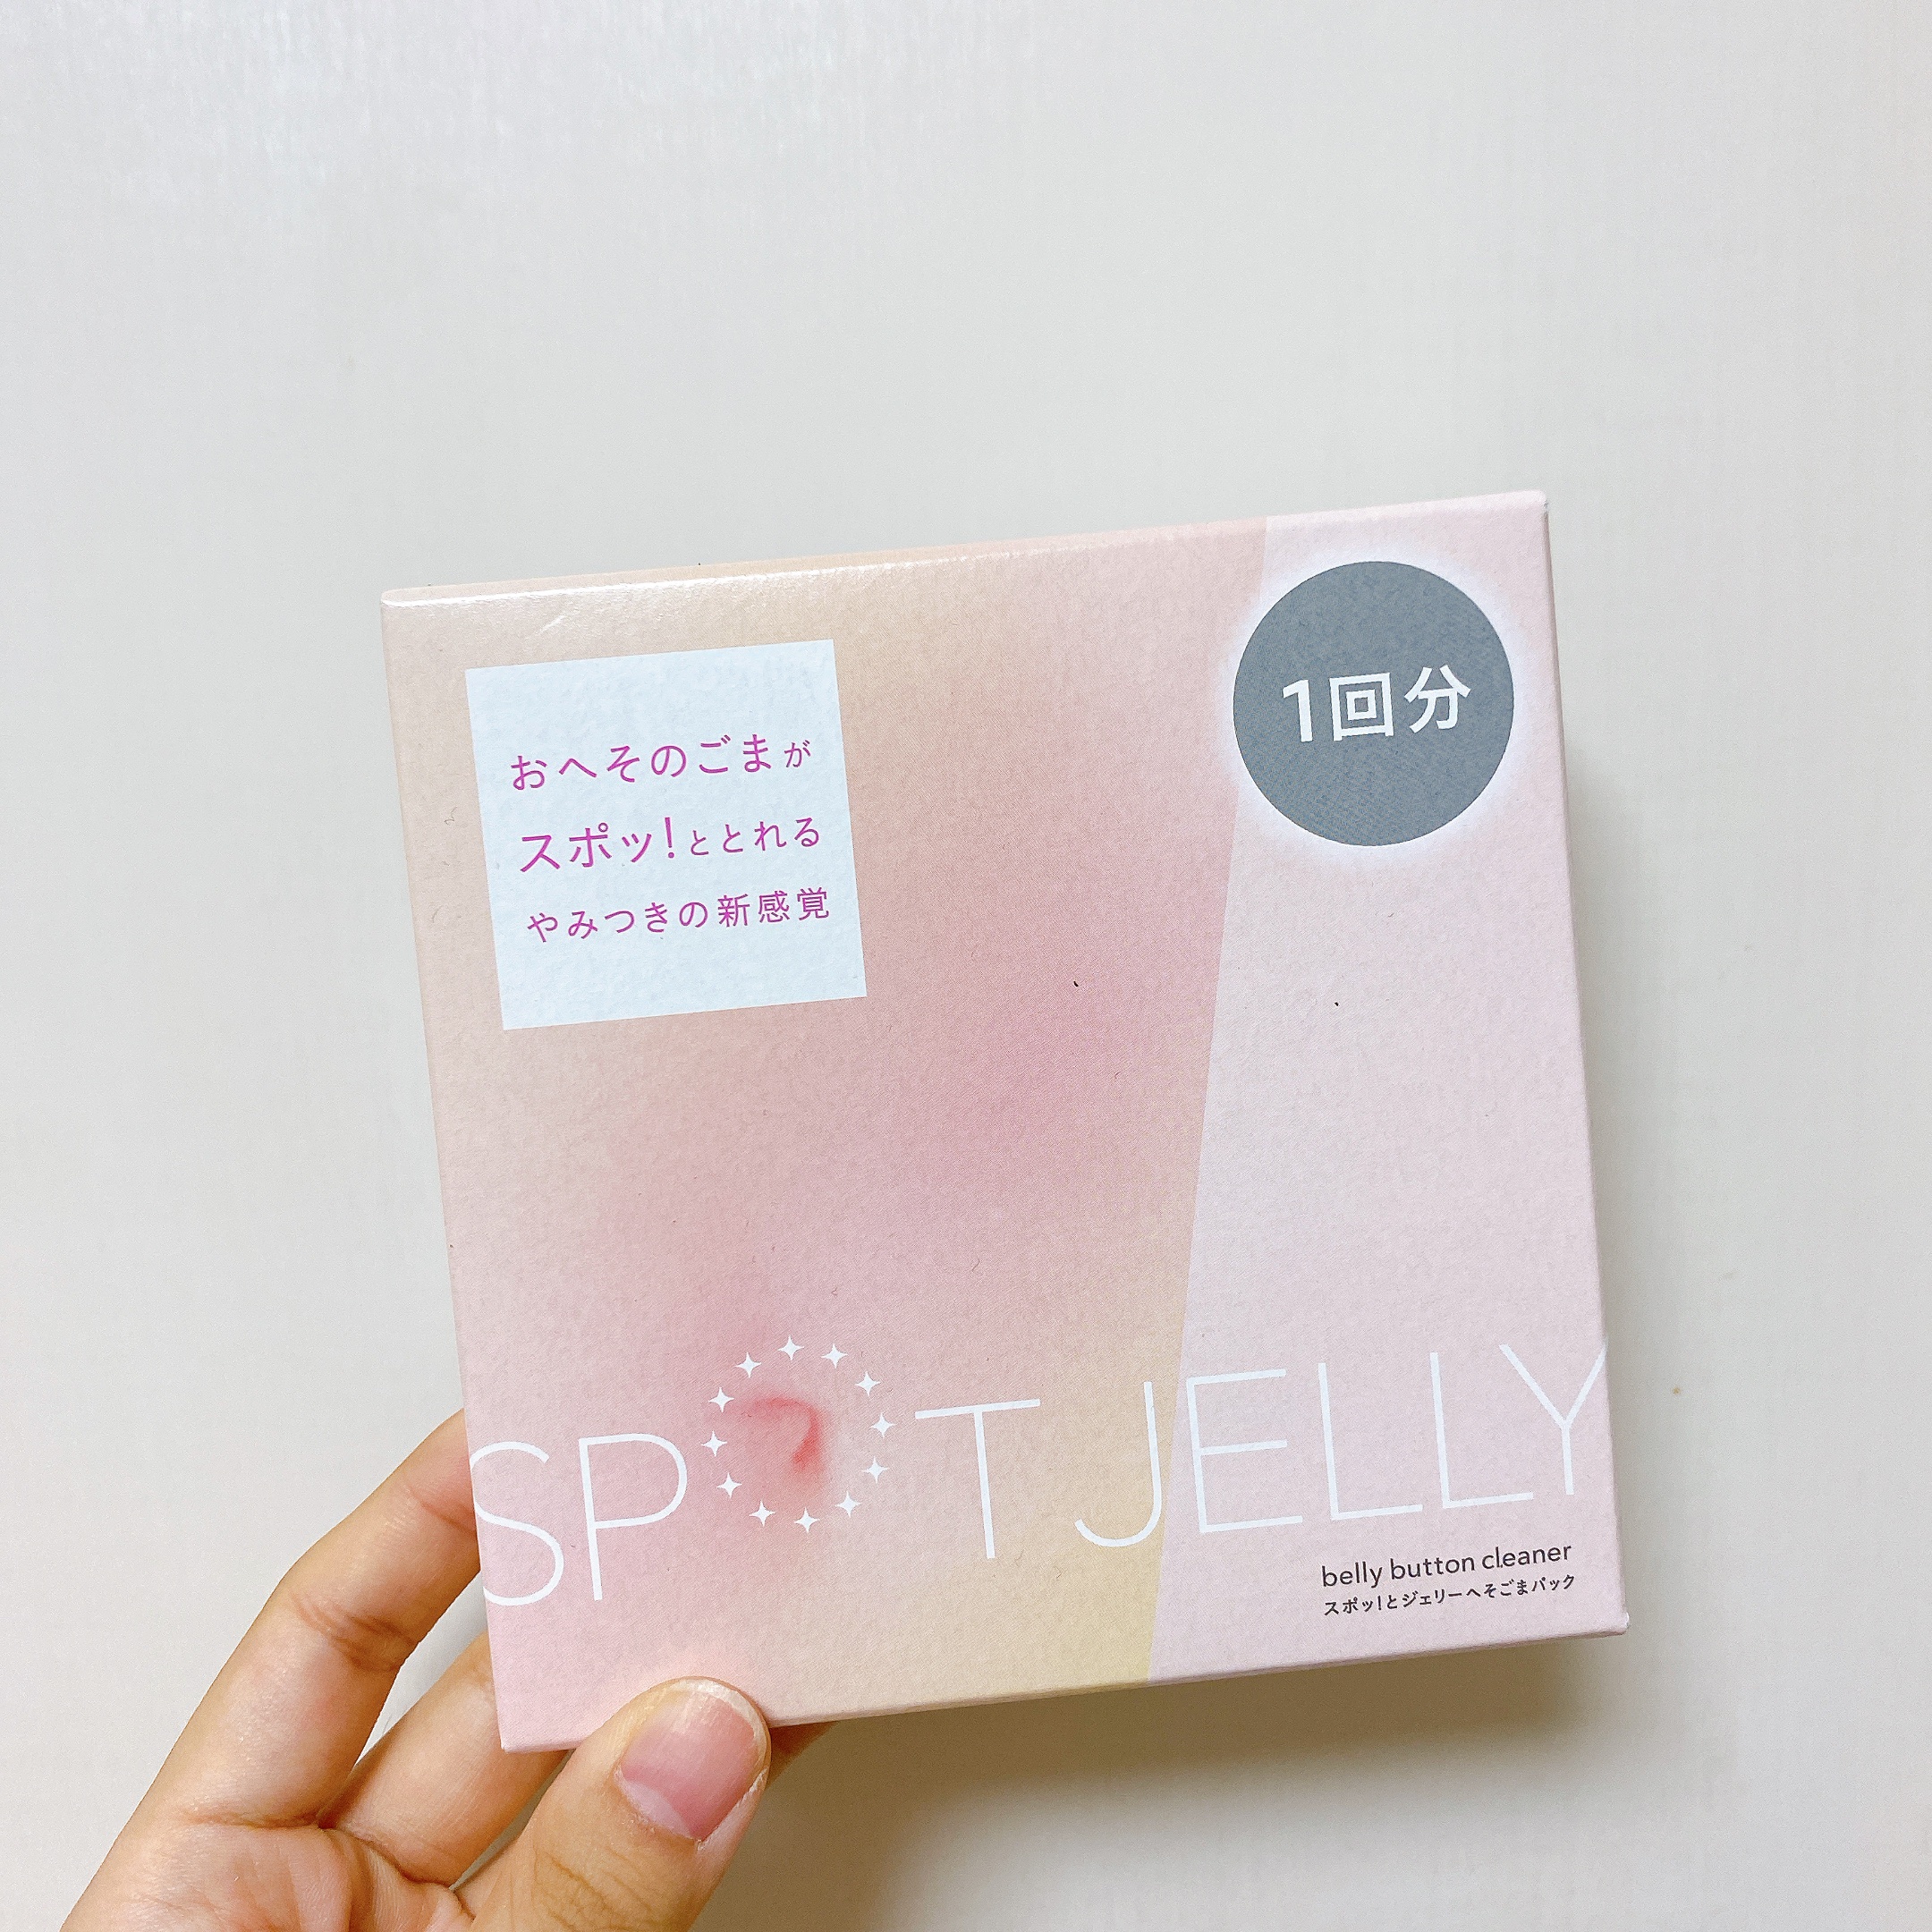 1回分
おへそのごまが
スポッ!ととれる
やみつきの新感覚
SPOT JELLY
belly button cleaner
スポッ!とジェリーへそごまパック